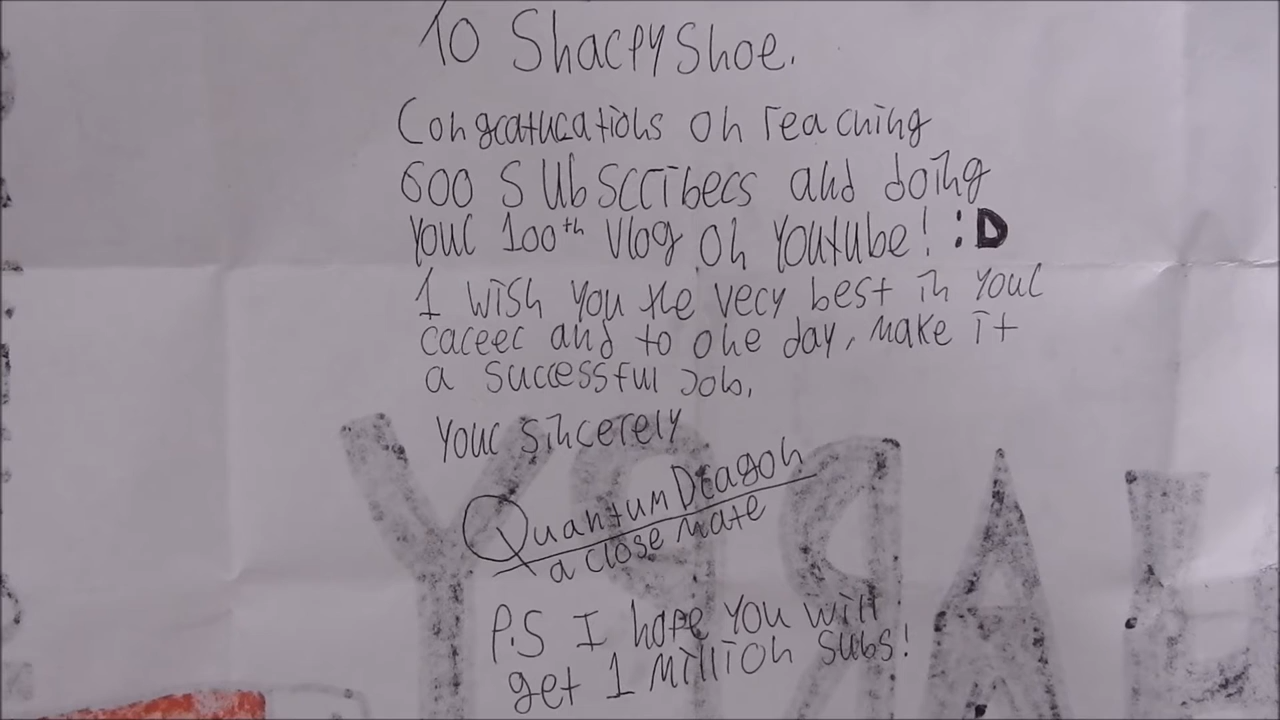 To SharpyShoe.
Congratulations on reaching
600 subscribers and doing
your 100th vlog on Youtube! :D
I wish you the very best in your
career and to one day, make it
a successful job.
Your sincerely
QuantumDragon
a close mate
P.S I hope you will
get 1 million subs!
HAPPY